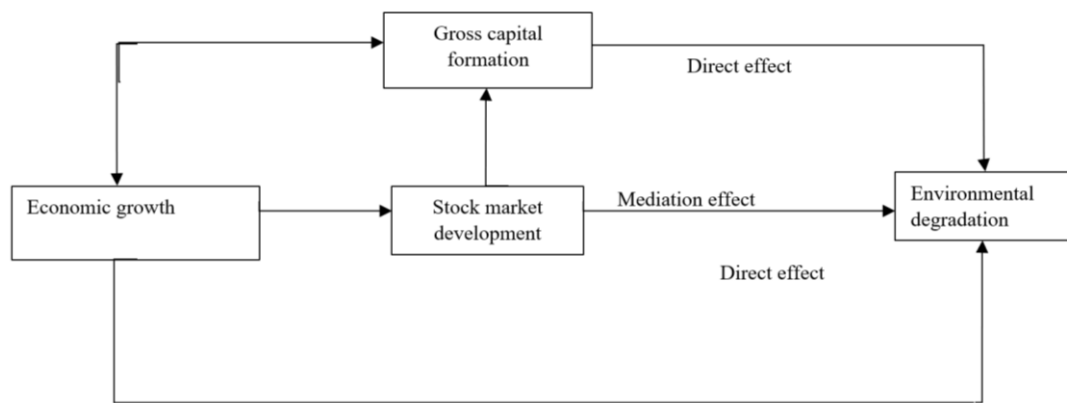 Gross capital
formation
Direct effect
Economic growth
Stock market
development
Mediation effect
Environmental
degradation
Direct effect